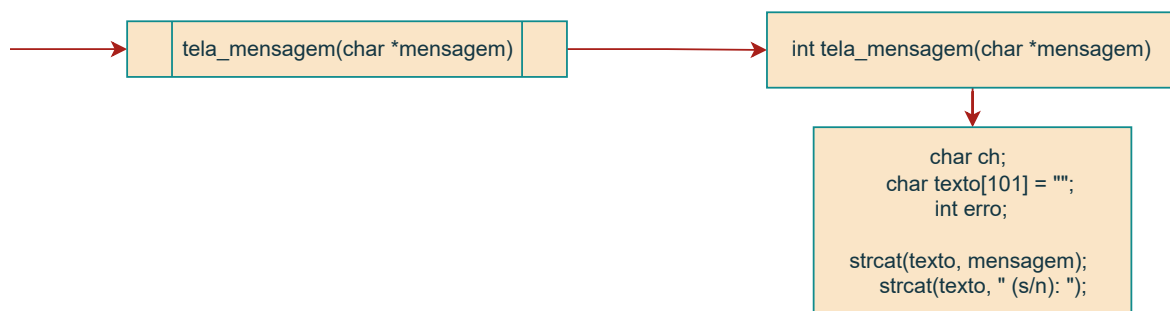 tela_mensagem(char *mensagem)
int tela_mensagem(char *mensagem)
char ch;
char texto[101] = "";
int erro;
strcat(texto, mensagem);
strcat(texto, " (s/n): ");